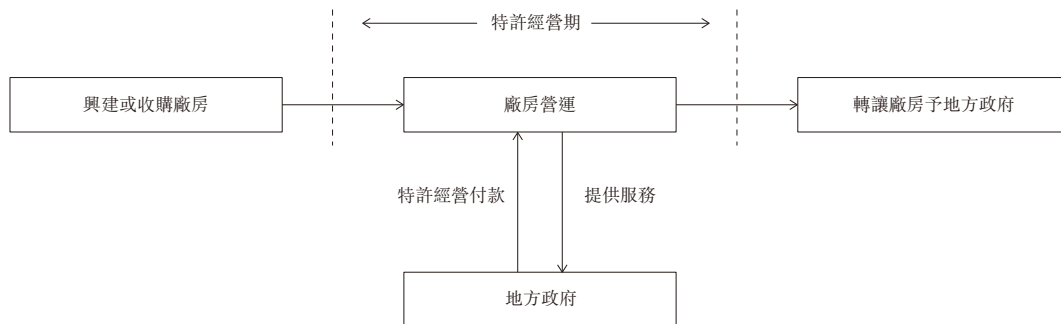 特許經營期
興建或收購廠房
廠房營運
轉讓廠房予地方政府
特許經營付款
提供服務
地方政府